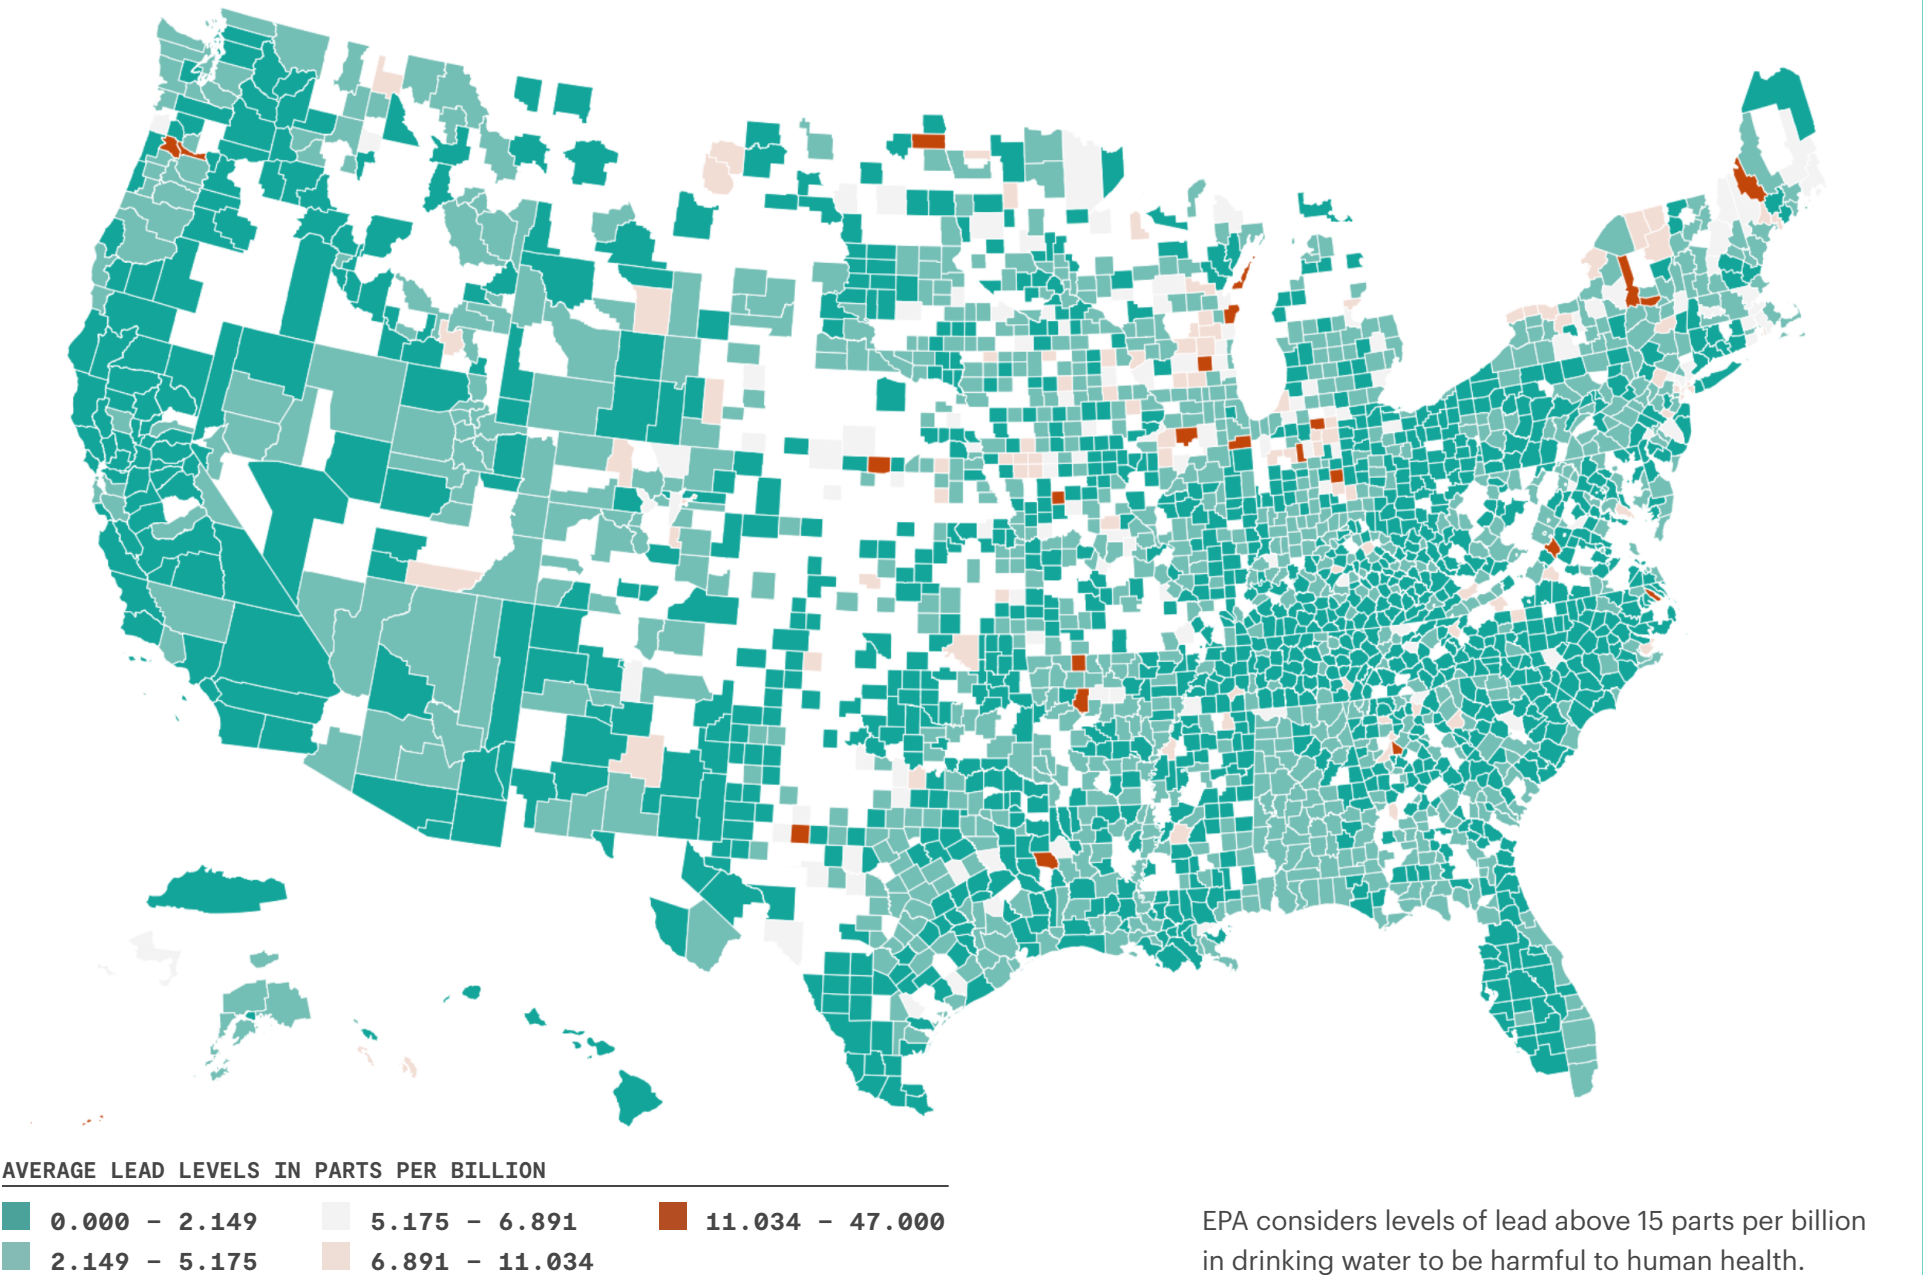 AVERAGE LEAD LEVELS IN PARTS PER BILLION
0.000 – 2.149
5.175 – 6.891
11.034 – 47.000
2.149 – 5.175
6.891 – 11.034
EPA considers levels of lead above 15 parts per billion
in drinking water to be harmful to human health.